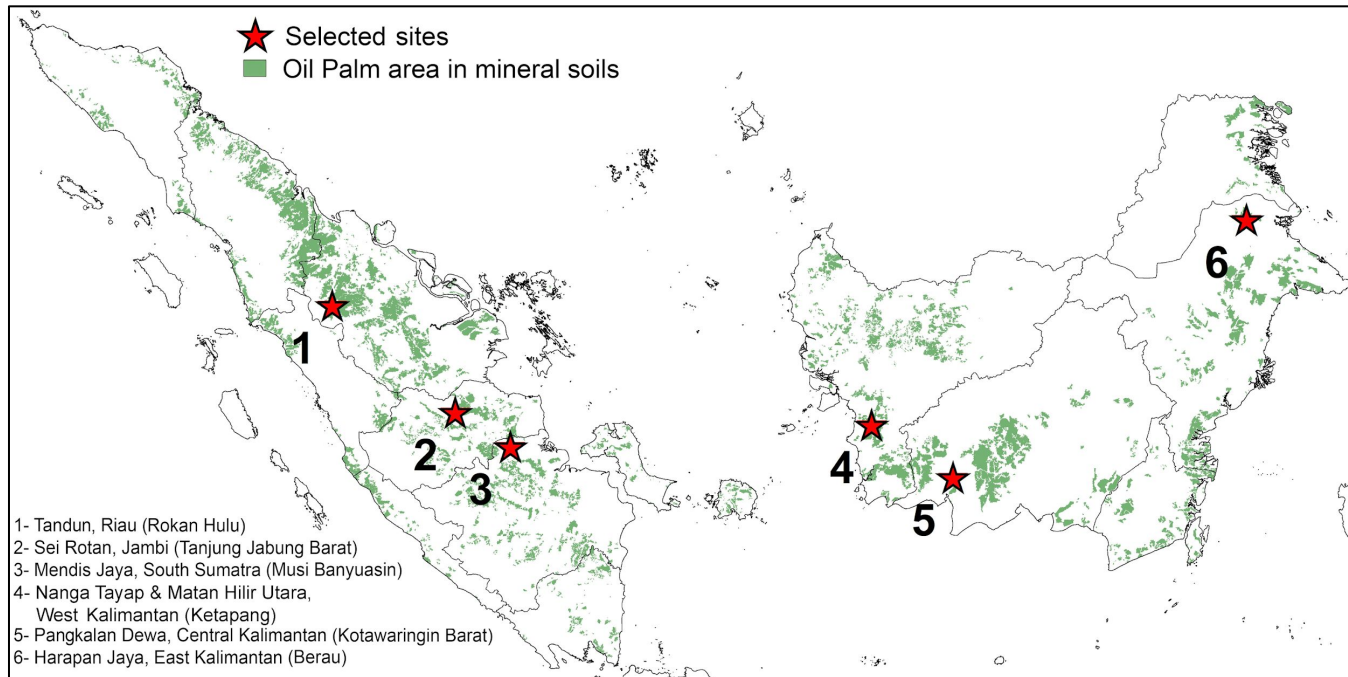 Selected sites
Oil Palm area in mineral soils
1
2
3
4
5
6
1- Tandun, Riau (Rokan Hulu)
2- Sei Rotan, Jambi (Tanjung Jabung Barat)
3- Mendis Jaya, South Sumatra (Musi Banyuasin)
4- Nanga Tayap & Matan Hilir Utara,
West Kalimantan (Ketapang)
5- Pangkalan Dewa, Central Kalimantan (Kotawaringin Barat)
6- Harapan Jaya, East Kalimantan (Berau)